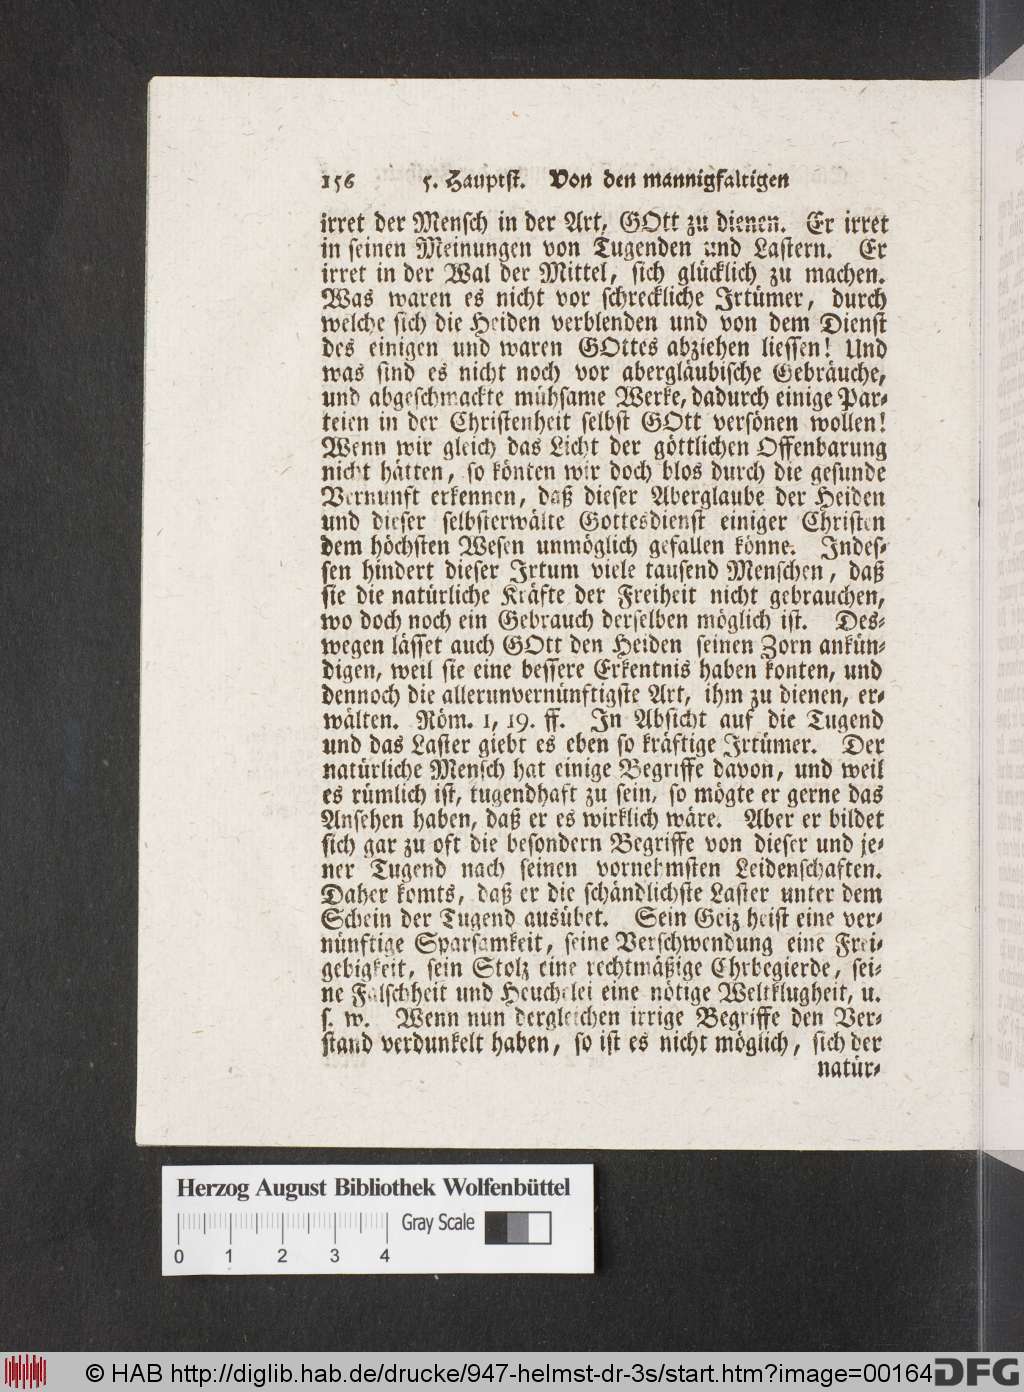 156 5. Hauptst. Von den mannigfaltigen
irret der Mensch in der Art, GOtt zu dienen. Er irret
in seinen Meinungen von Tugenden und Lastern. Er
irret in der Wal der Mittel, sich glücklich zu machen.
Was waren es nicht vor schreckliche Irtümer, durch
welche sich die Heiden verblenden und von dem Dienst
des einigen und waren GOttes abziehen liessen! Und
was sind es nicht noch vor abergläubische Gebräuche,
und abgeschmackte mühsame Werke, dadurch einige Par-
teien in der Christenheit selbst GOtt versönen wollen!
Wenn wir gleich das Licht der göttlichen Offenbarung
nicht hätten, so könten wir doch blos durch die gesunde
Vernunft erkennen, daß dieser Aberglaube der Heiden
und dieser selbsterwälte Gottesdienst einiger Christen
dem höchsten Wesen unmöglich gefallen könne. Indes-
sen hindert dieser Irtum viele tausend Menschen, daß
sie die natürliche Kräfte der Freiheit nicht gebrauchen,
wo doch noch ein Gebrauch derselben möglich ist. Des-
wegen lässet auch GOtt den Heiden seinen Zorn ankün-
digen, weil sie eine bessere Erkentnis haben konten, und
dennoch die allerunvernünftigste Art, ihm zu dienen, er-
wälten. Röm. 1, 19. ff. In Absicht auf die Tugend
und das Laster giebt es eben so kräftige Irtümer. Der
natürliche Mensch hat einige Begriffe davon, und weil
es rümlich ist, tugendhaft zu sein, so mögte er gerne das
Ansehen haben, daß er es wirklich wäre. Aber er bildet
sich gar zu oft die besondern Begriffe von dieser und je-
ner Tugend nach seinen vornehmsten Leidenschaften.
Daher komts, daß er die schändlichste Laster unter dem
Schein der Tugend ausübet. Sein Geiz heist eine ver-
nünftige Sparsamkeit, seine Verschwendung eine Frei-
gebigkeit, sein Stolz eine rechtmäßige Ehrbegierde, sei-
ne Falschheit und Heuchelei eine nötige Weltklugheit, u.
s. w. Wenn nun dergleichen irrige Begriffe den Ver-
stand verdunkelt haben, so ist es nicht möglich, sich der
natür-
Herzog August Bibliothek Wolfenbüttel
Gray Scale
0 1 2 3 4
© HAB http://diglib.hab.de/drucke/947-helmst-dr-3s/start.htm?image=00164
DFG